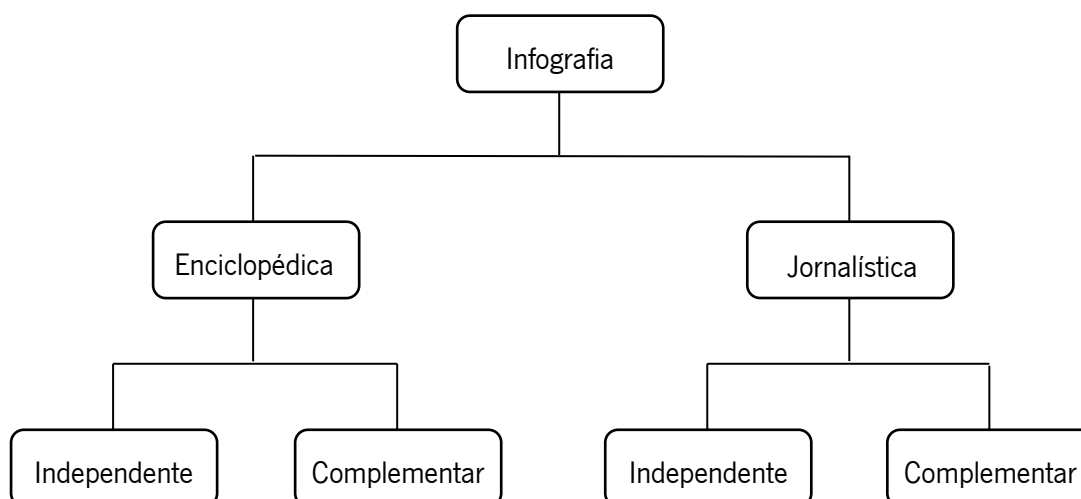 Infografia
Enciclopédica
Jornalística
Independente
Complementar
Independente
Complementar